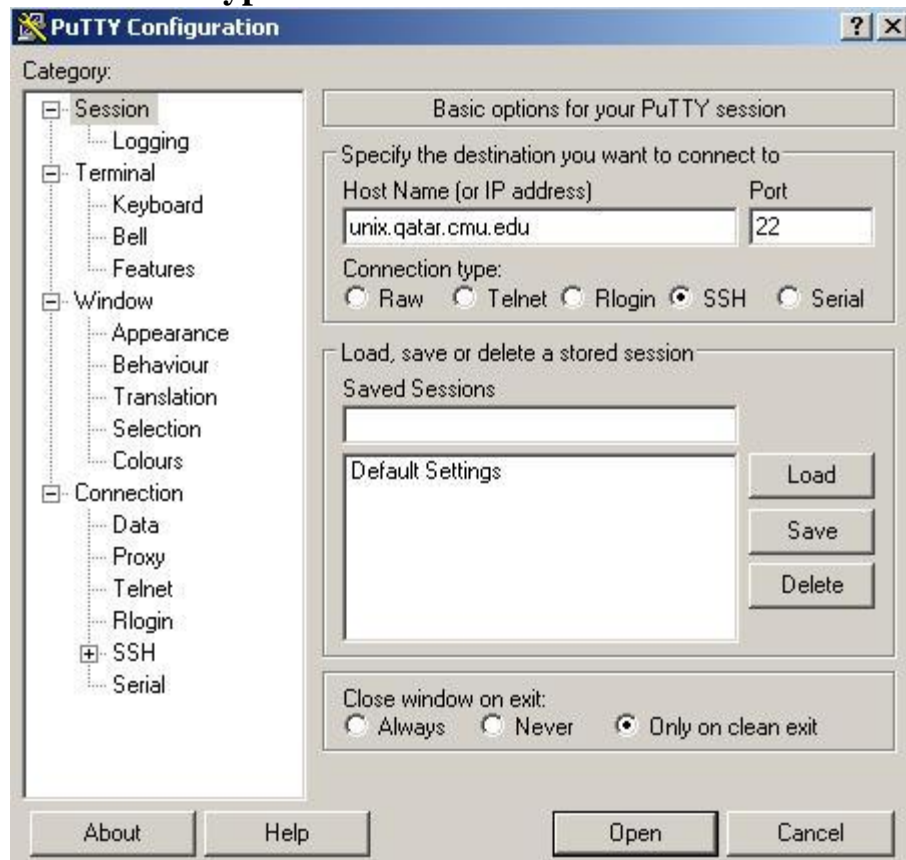 yp
PuTTY Configuration
Category:
Session
Logging
Terminal
Keyboard
Bell
Features
Window
Appearance
Behaviour
Translation
Selection
Colours
Connection
Data
Proxy
Telnet
Rlogin
SSH
Serial
Basic options for your PuTTY session
Specify the destination you want to connect to
Host Name (or IP address) Port
unix.qatar.cmu.edu 22
Connection type:
Raw Telnet Rlogin SSH Serial
Load, save or delete a stored session
Saved Sessions
Default Settings
Load
Save
Delete
Close window on exit:
Always Never Only on clean exit
About Help Open Cancel